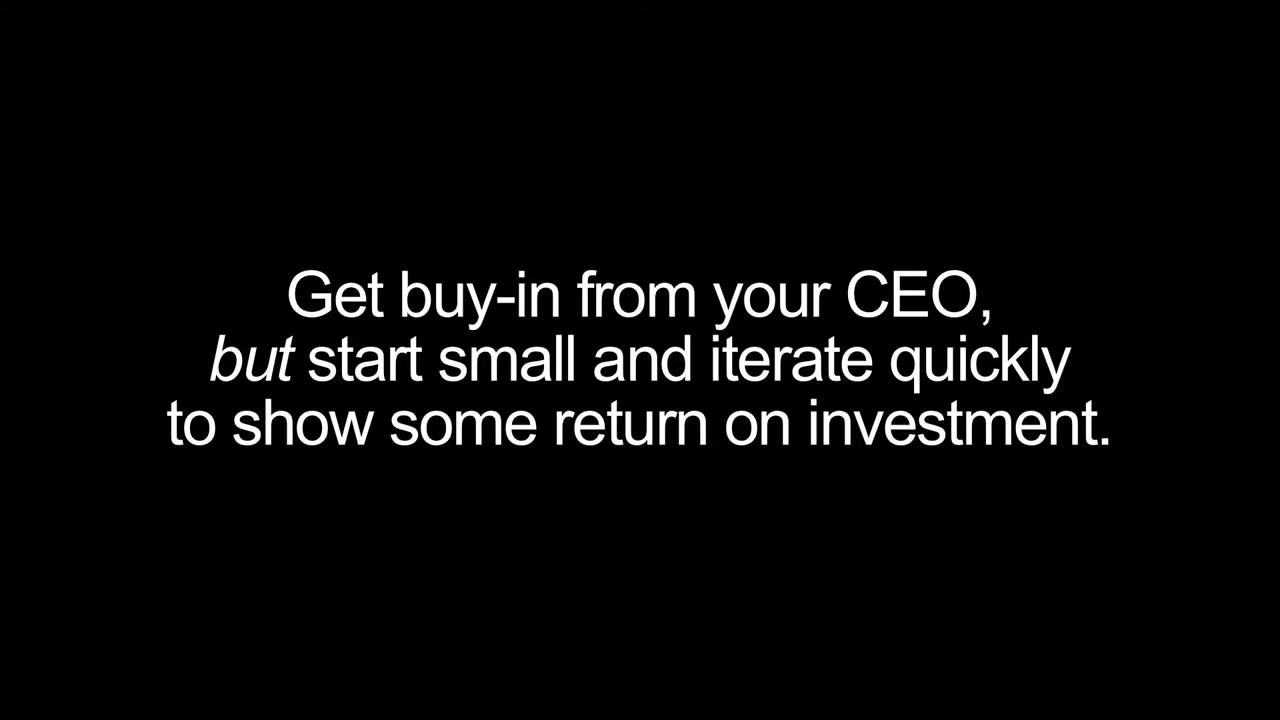 Get buy-in from your CEO,
but start small and iterate quickly
to show some return on investment.